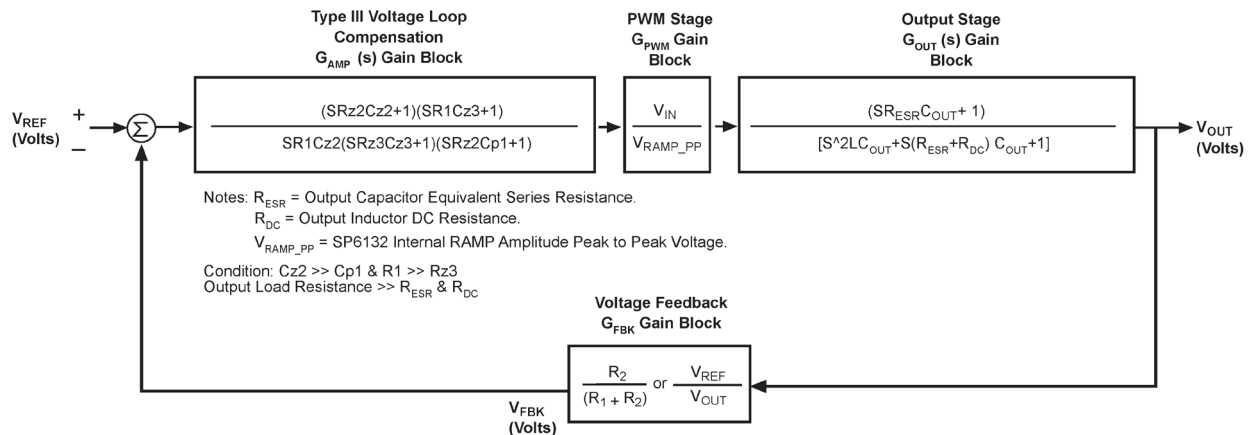 Type III Voltage Loop
Compensation
G_AMP (s) Gain Block
PWM Stage
G_PWM Gain
Block
Output Stage
G_OUT (s) Gain
Block
V_REF
(Volts)
+
−
Σ
(SRz2Cz2+1)(SR1Cz3+1)
SR1Cz2(SRz3Cz3+1)(SRz2Cp1+1)
V_IN
V_RAMP_PP
(SR_ESRC_OUT+ 1)
[S^2LC_OUT+S(R_ESR+R_DC) C_OUT+1]
V_OUT
(Volts)
Notes: R_ESR = Output Capacitor Equivalent Series Resistance.
R_DC = Output Inductor DC Resistance.
V_RAMP_PP = SP6132 Internal RAMP Amplitude Peak to Peak Voltage.
Condition: Cz2 >> Cp1 & R1 >> Rz3
Output Load Resistance >> R_ESR & R_DC
Voltage Feedback
G_FBK Gain Block
R_2
(R_1 + R_2)
or
V_REF
V_OUT
V_FBK
(Volts)